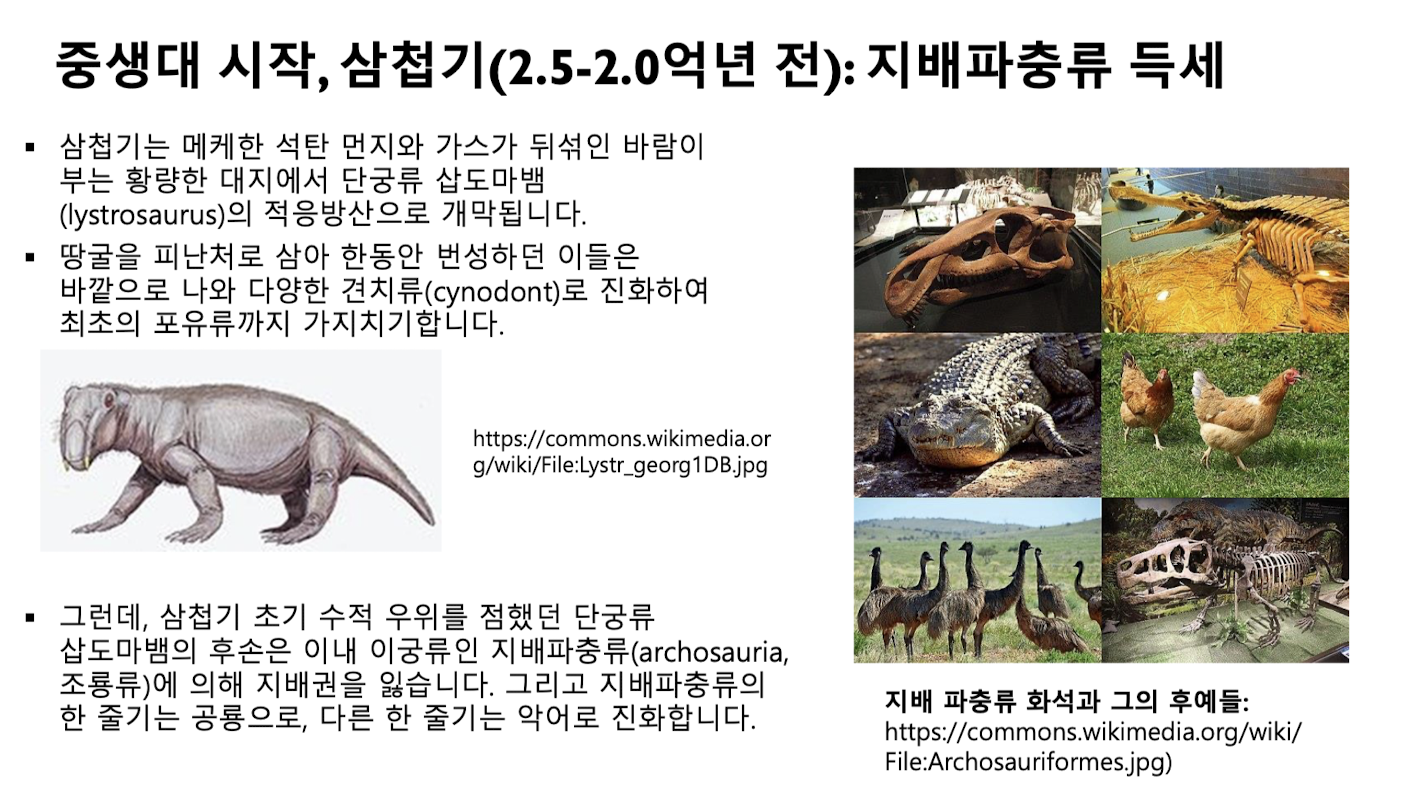 중생대 시작, 삼첩기(2.5-2.0억년 전): 지배파충류 득세
▪ 삼첩기는 메케한 석탄 먼지와 가스가 뒤섞인 바람이
부는 황량한 대지에서 단궁류 삽도마뱀
(lystrosaurus)의 적응방산으로 개막됩니다.
▪ 땅굴을 피난처로 삼아 한동안 번성하던 이들은
바깥으로 나와 다양한 견치류(cynodont)로 진화하여
최초의 포유류까지 가지치기합니다.
https://commons.wikimedia.or
g/wiki/File:Lystr_georg1DB.jpg
▪ 그런데, 삼첩기 초기 수적 우위를 점했던 단궁류
삽도마뱀의 후손은 이내 이궁류인 지배파충류(archosauria,
조룡류)에 의해 지배권을 잃습니다. 그리고 지배파충류의
한 줄기는 공룡으로, 다른 한 줄기는 악어로 진화합니다.
지배 파충류 화석과 그의 후예들:
https://commons.wikimedia.org/wiki/
File:Archosauriformes.jpg)